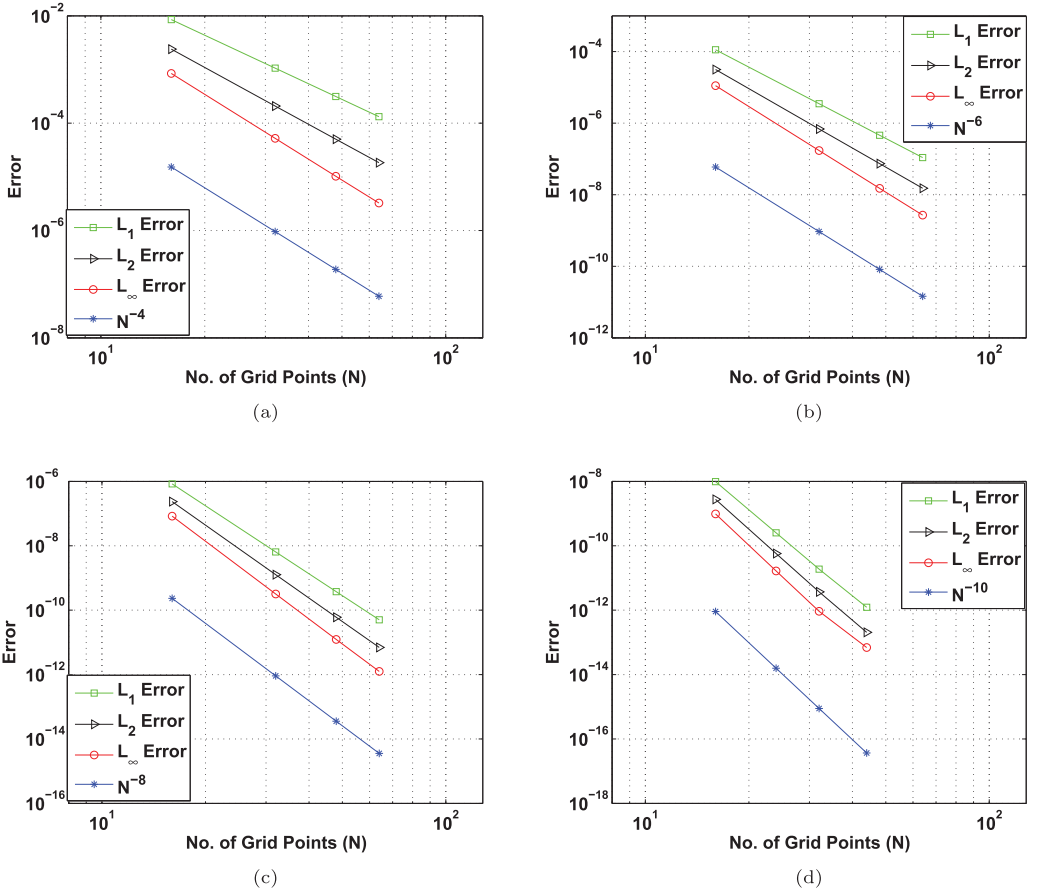 10^−2
10^−4
10^−6
10^−8
Error
L_1 Error
L_2 Error
L_∞ Error
N^−4
10^1
10^2
No. of Grid Points (N)
(a)
10^−4
10^−6
10^−8
10^−10
10^−12
Error
L_1 Error
L_2 Error
L_∞ Error
N^−6
10^1
10^2
No. of Grid Points (N)
(b)
10^−6
10^−8
10^−10
10^−12
10^−14
10^−16
Error
L_1 Error
L_2 Error
L_∞ Error
N^−8
10^1
10^2
No. of Grid Points (N)
(c)
10^−8
10^−10
10^−12
10^−14
10^−16
10^−18
Error
L_1 Error
L_2 Error
L_∞ Error
N^−10
10^1
10^2
No. of Grid Points (N)
(d)